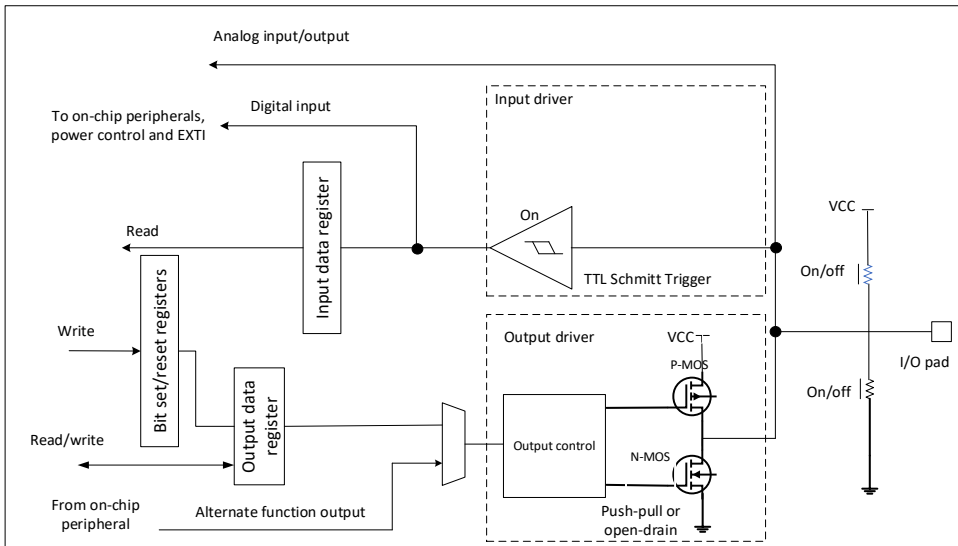 Analog input/output
To on-chip peripherals,
power control and EXTI
Digital input
Input driver
Input data register
On
TTL Schmitt Trigger
Read
VCC
On/off
Write
Bit set/reset registers
Output driver
VCC
P-MOS
I/O pad
On/off
Output data
register
Read/write
Output control
N-MOS
Push-pull or
open-drain
From on-chip
peripheral
Alternate function output